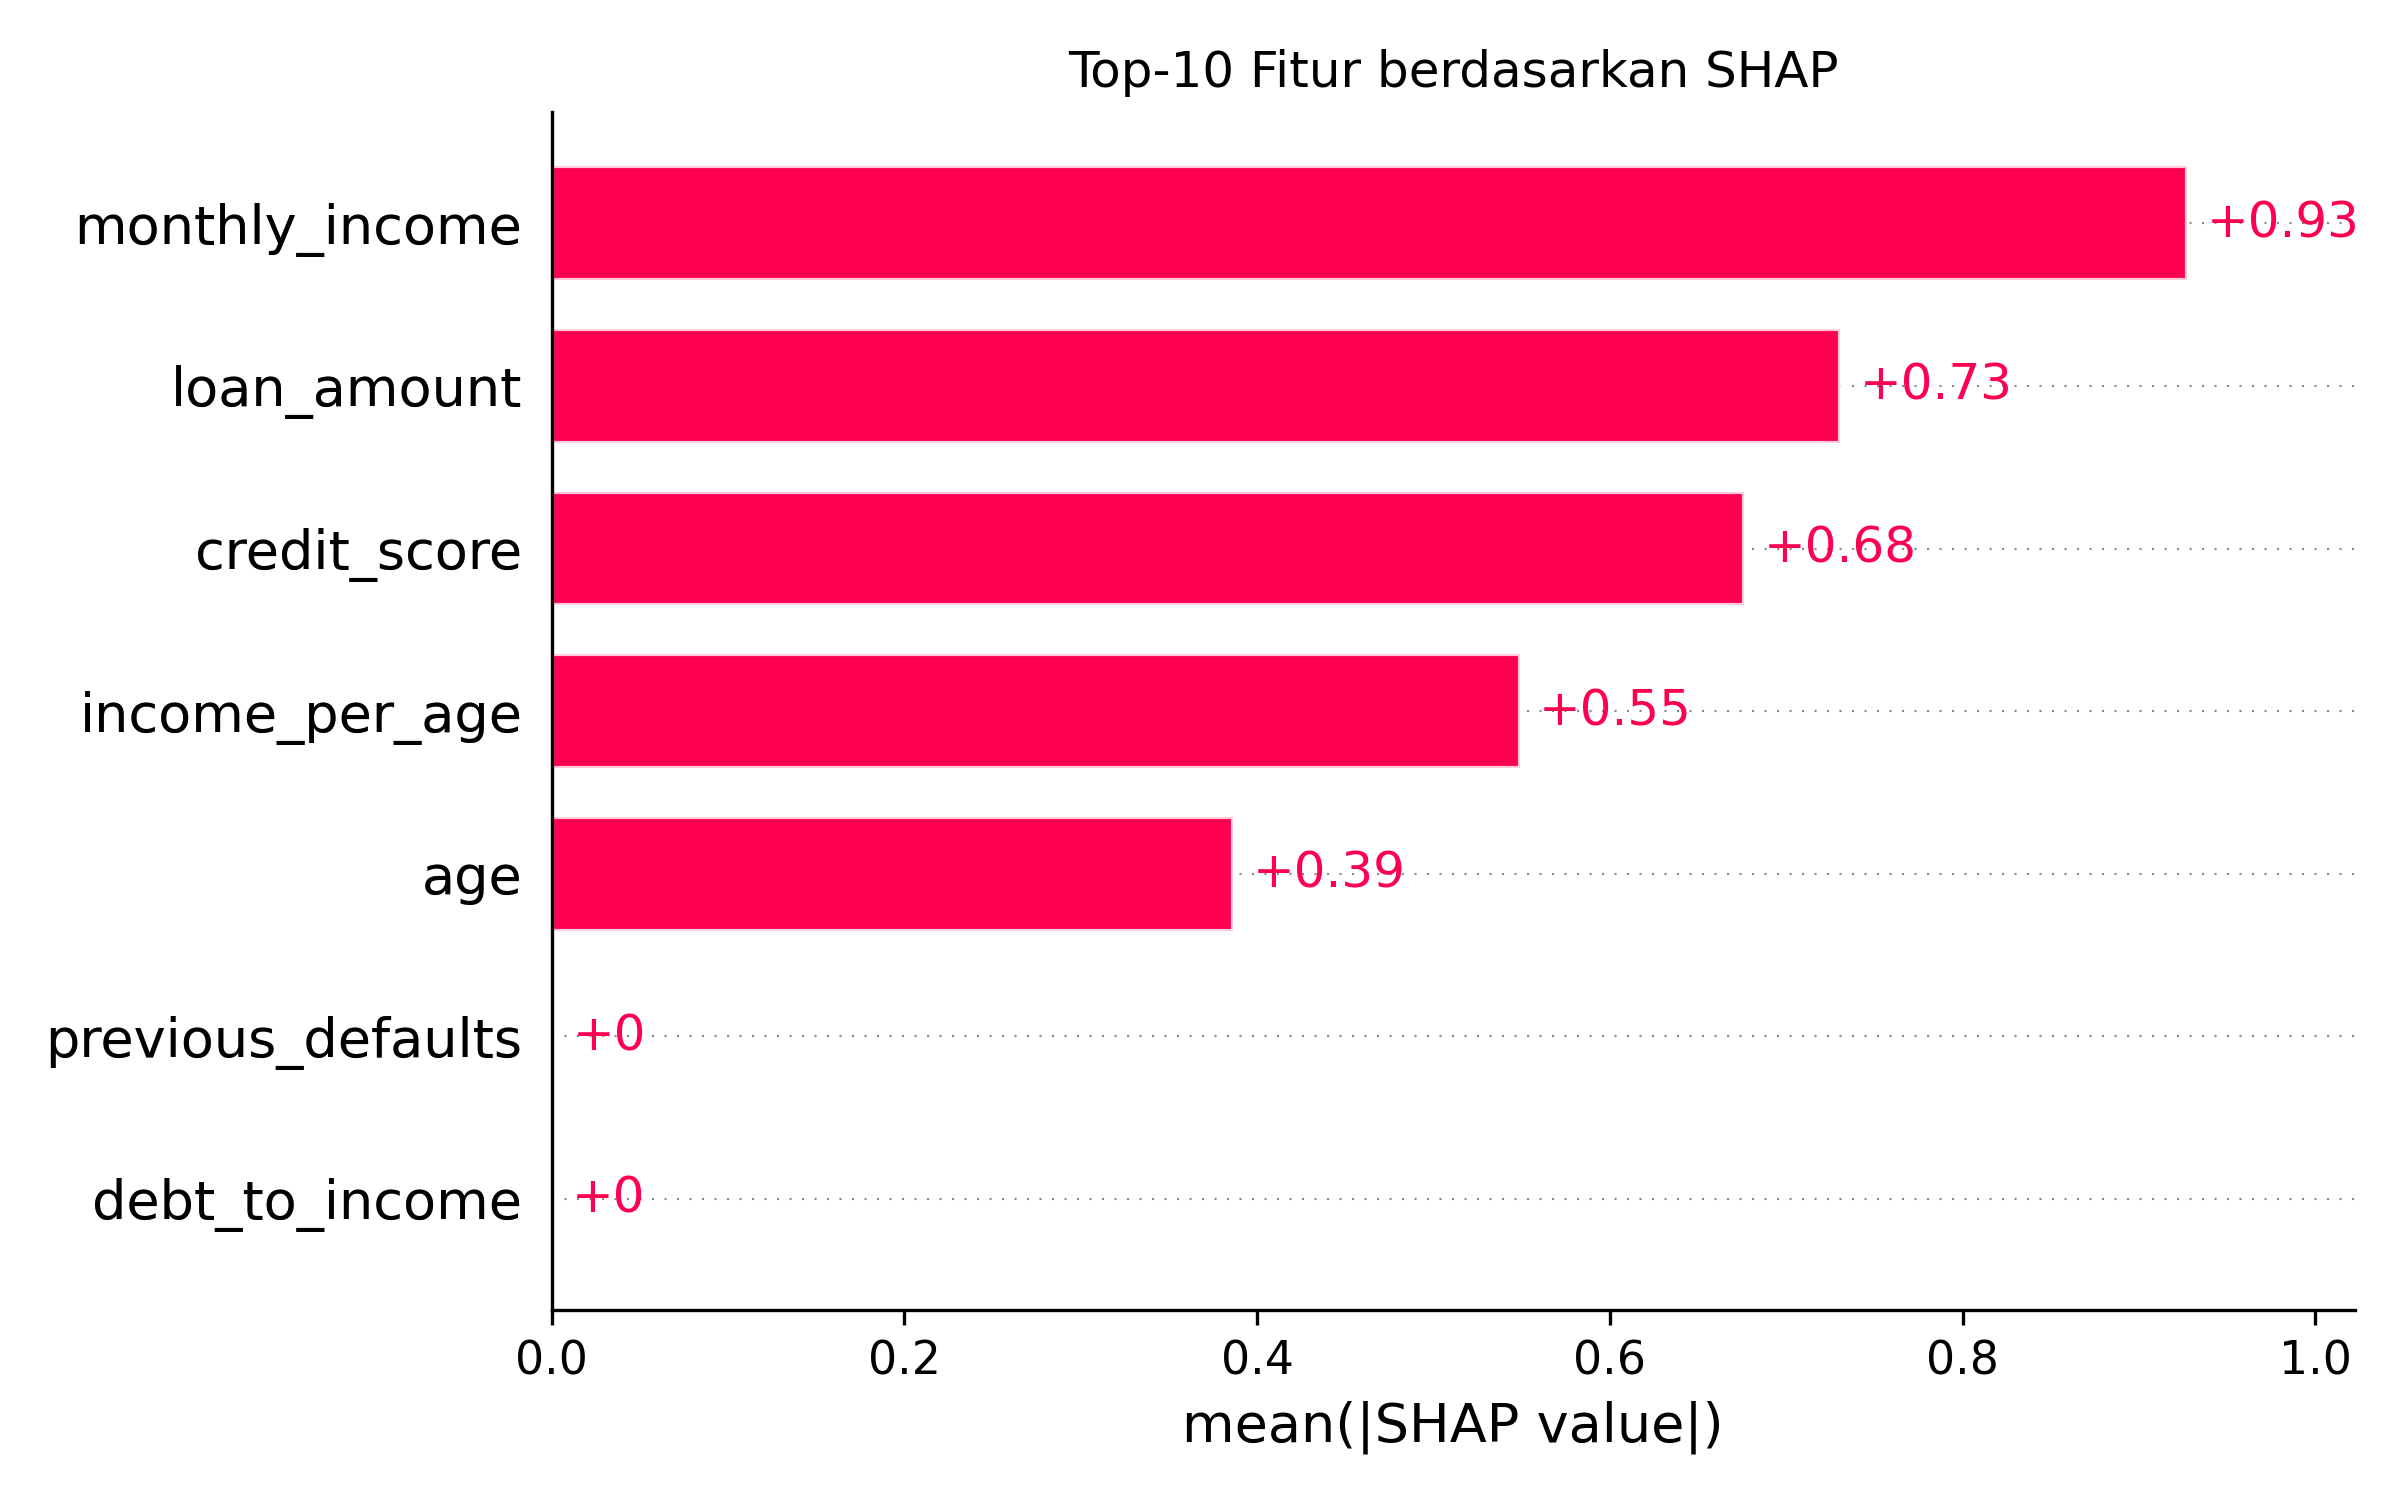 Top-10 Fitur berdasarkan SHAP
monthly_income +0.93
loan_amount +0.73
credit_score +0.68
income_per_age +0.55
age +0.39
previous_defaults +0
debt_to_income +0
0.0 0.2 0.4 0.6 0.8 1.0
mean(|SHAP value|)